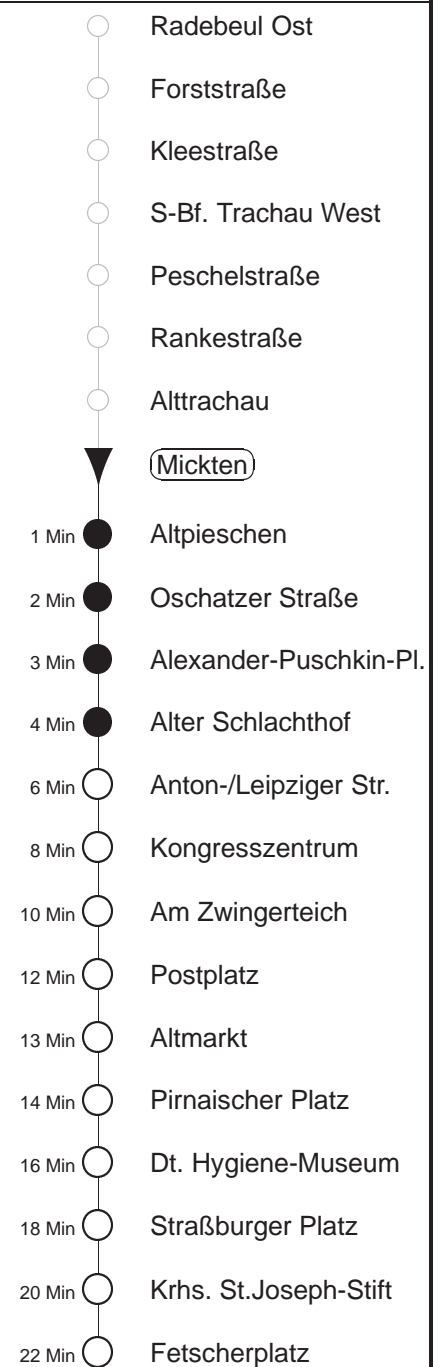 Radebeul Ost
Forststraße
Kleestraße
S-Bf. Trachau West
Peschelstraße
Rankestraße
Alttrachau
Mickten
1 Min Altpieschen
2 Min Oschatzer Straße
3 Min Alexander-Puschkin-Pl.
4 Min Alter Schlachthof
6 Min Anton-/Leipziger Str.
8 Min Kongresszentrum
10 Min Am Zwingerteich
12 Min Postplatz
13 Min Altmarkt
14 Min Pirnaischer Platz
16 Min Dt. Hygiene-Museum
18 Min Straßburger Platz
20 Min Krhs. St.Joseph-Stift
22 Min Fetscherplatz